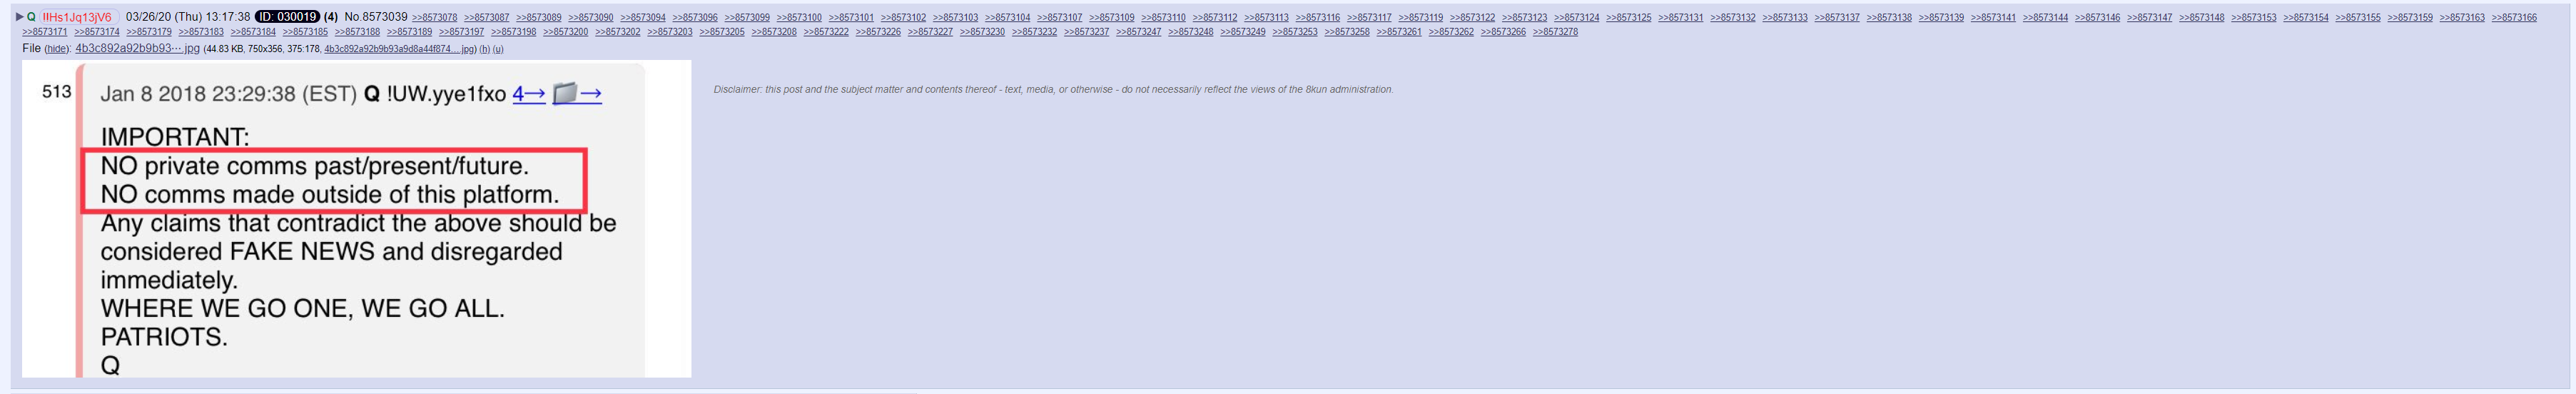 ▶ Q !!Hs1Jq13jV6 03/26/20 (Thu) 13:17:38 ID: 030019 (4) No.8573039 >>8573078 >>8573087 >>8573089 >>8573090 >>8573094 >>8573096 >>8573099 >>8573100 >>8573101 >>8573102 >>8573103 >>8573104 >>8573107 >>8573109 >>8573110 >>8573112 >>8573113 >>8573116 >>8573117 >>8573119 >>8573122 >>8573123 >>8573124 >>8573125 >>8573131 >>8573132 >>8573133 >>8573137 >>8573138 >>8573139 >>8573141 >>8573144 >>8573146 >>8573147 >>8573148 >>8573153 >>8573154 >>8573155 >>8573159 >>8573163 >>8573166
>>8573171 >>8573174 >>8573179 >>8573183 >>8573184 >>8573185 >>8573188 >>8573189 >>8573197 >>8573198 >>8573200 >>8573202 >>8573203 >>8573205 >>8573208 >>8573222 >>8573226 >>8573227 >>8573230 >>8573232 >>8573237 >>8573247 >>8573248 >>8573249 >>8573253 >>8573258 >>8573261 >>8573262 >>8573266 >>8573278
File (hide): 4b3c892a92b9b93⋯.jpg (44.83 KB, 750x356, 375:178, 4b3c892a92b9b93a9d8a44f874….jpg) (h) (u)
513 Jan 8 2018 23:29:38 (EST) Q !UW.yye1fxo 4→ →
IMPORTANT:
NO private comms past/present/future.
NO comms made outside of this platform.
Any claims that contradict the above should be
considered FAKE NEWS and disregarded
immediately.
WHERE WE GO ONE, WE GO ALL.
PATRIOTS.
Q
Disclaimer: this post and the subject matter and contents thereof - text, media, or otherwise - do not necessarily reflect the views of the 8kun administration.